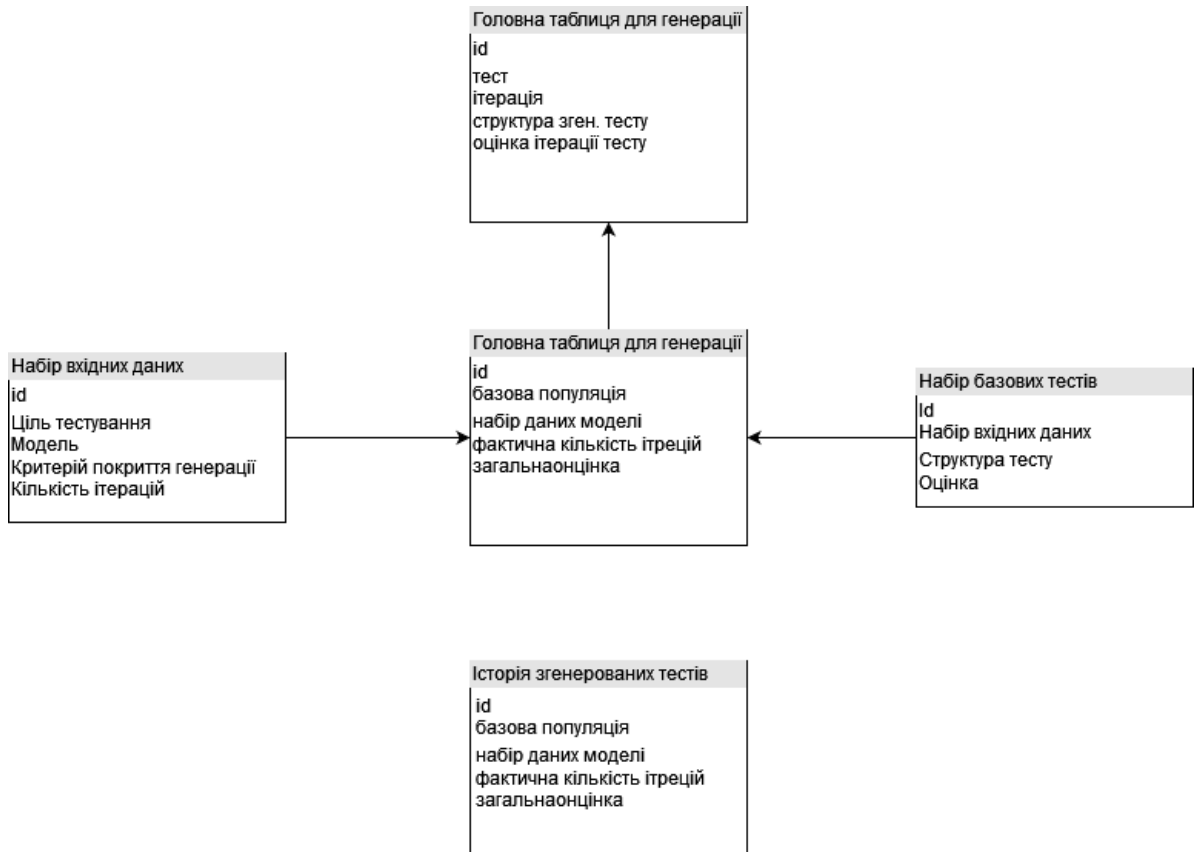 Головна таблиця для генерації
id
тест
ітерація
структура зген. тесту
оцінка ітерації тесту
Набір вхідних даних
id
Ціль тестування
Модель
Критерій покриття генерації
Кількість ітерацій
Головна таблиця для генерації
id
базова популяція
набір даних моделі
фактична кількість ітрецій
загальнаонцінка
Набір базових тестів
Id
Набір вхідних даних
Структура тесту
Оцінка
Історія згенерованих тестів
id
базова популяція
набір даних моделі
фактична кількість ітрецій
загальнаонцінка